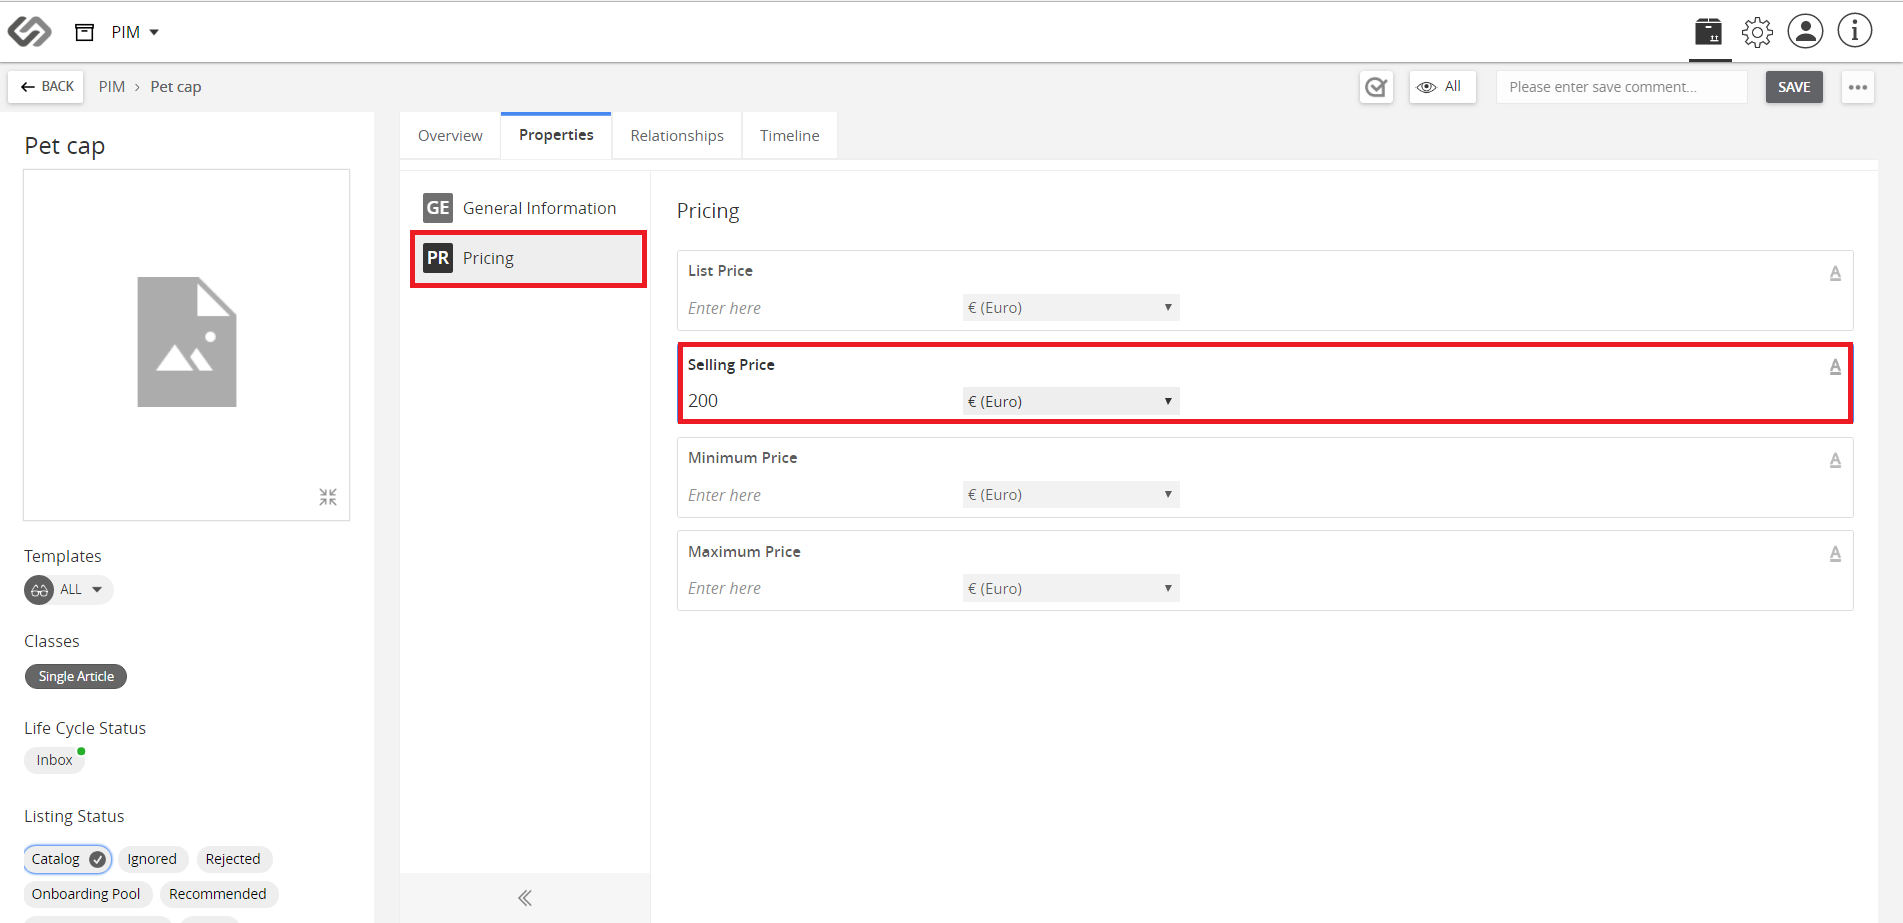 PIM
BACK PIM > Pet cap
All
Please enter save comment...
SAVE
Pet cap
Overview
Properties
Relationships
Timeline
GE General Information
PR Pricing
Pricing
List Price
Enter here
€ (Euro)
Selling Price
200
€ (Euro)
Minimum Price
Enter here
€ (Euro)
Maximum Price
Enter here
€ (Euro)
Templates
ALL
Classes
Single Article
Life Cycle Status
Inbox
Listing Status
Catalog
Ignored
Rejected
Onboarding Pool
Recommended